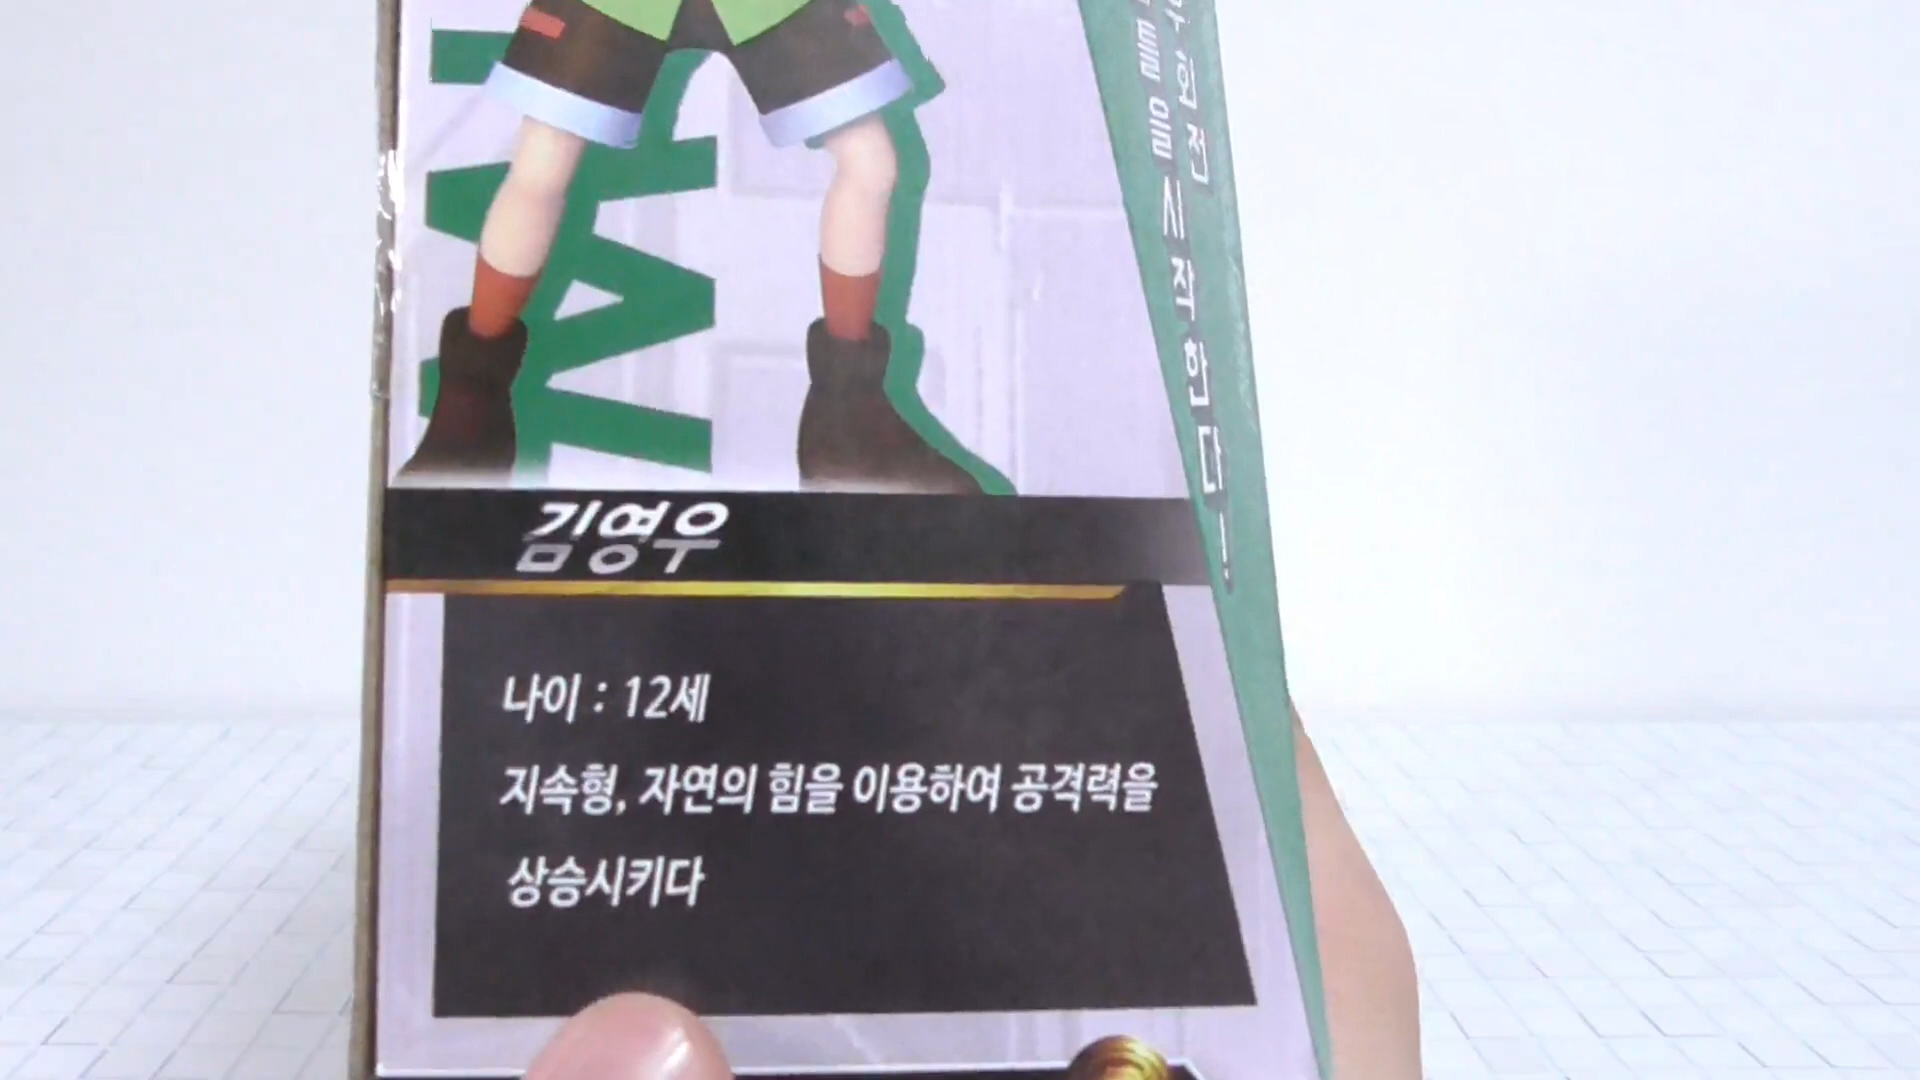 김영우
나이 : 12세
지속형, 자연의 힘을 이용하여 공격력을
상승시키다
을 시작한다!